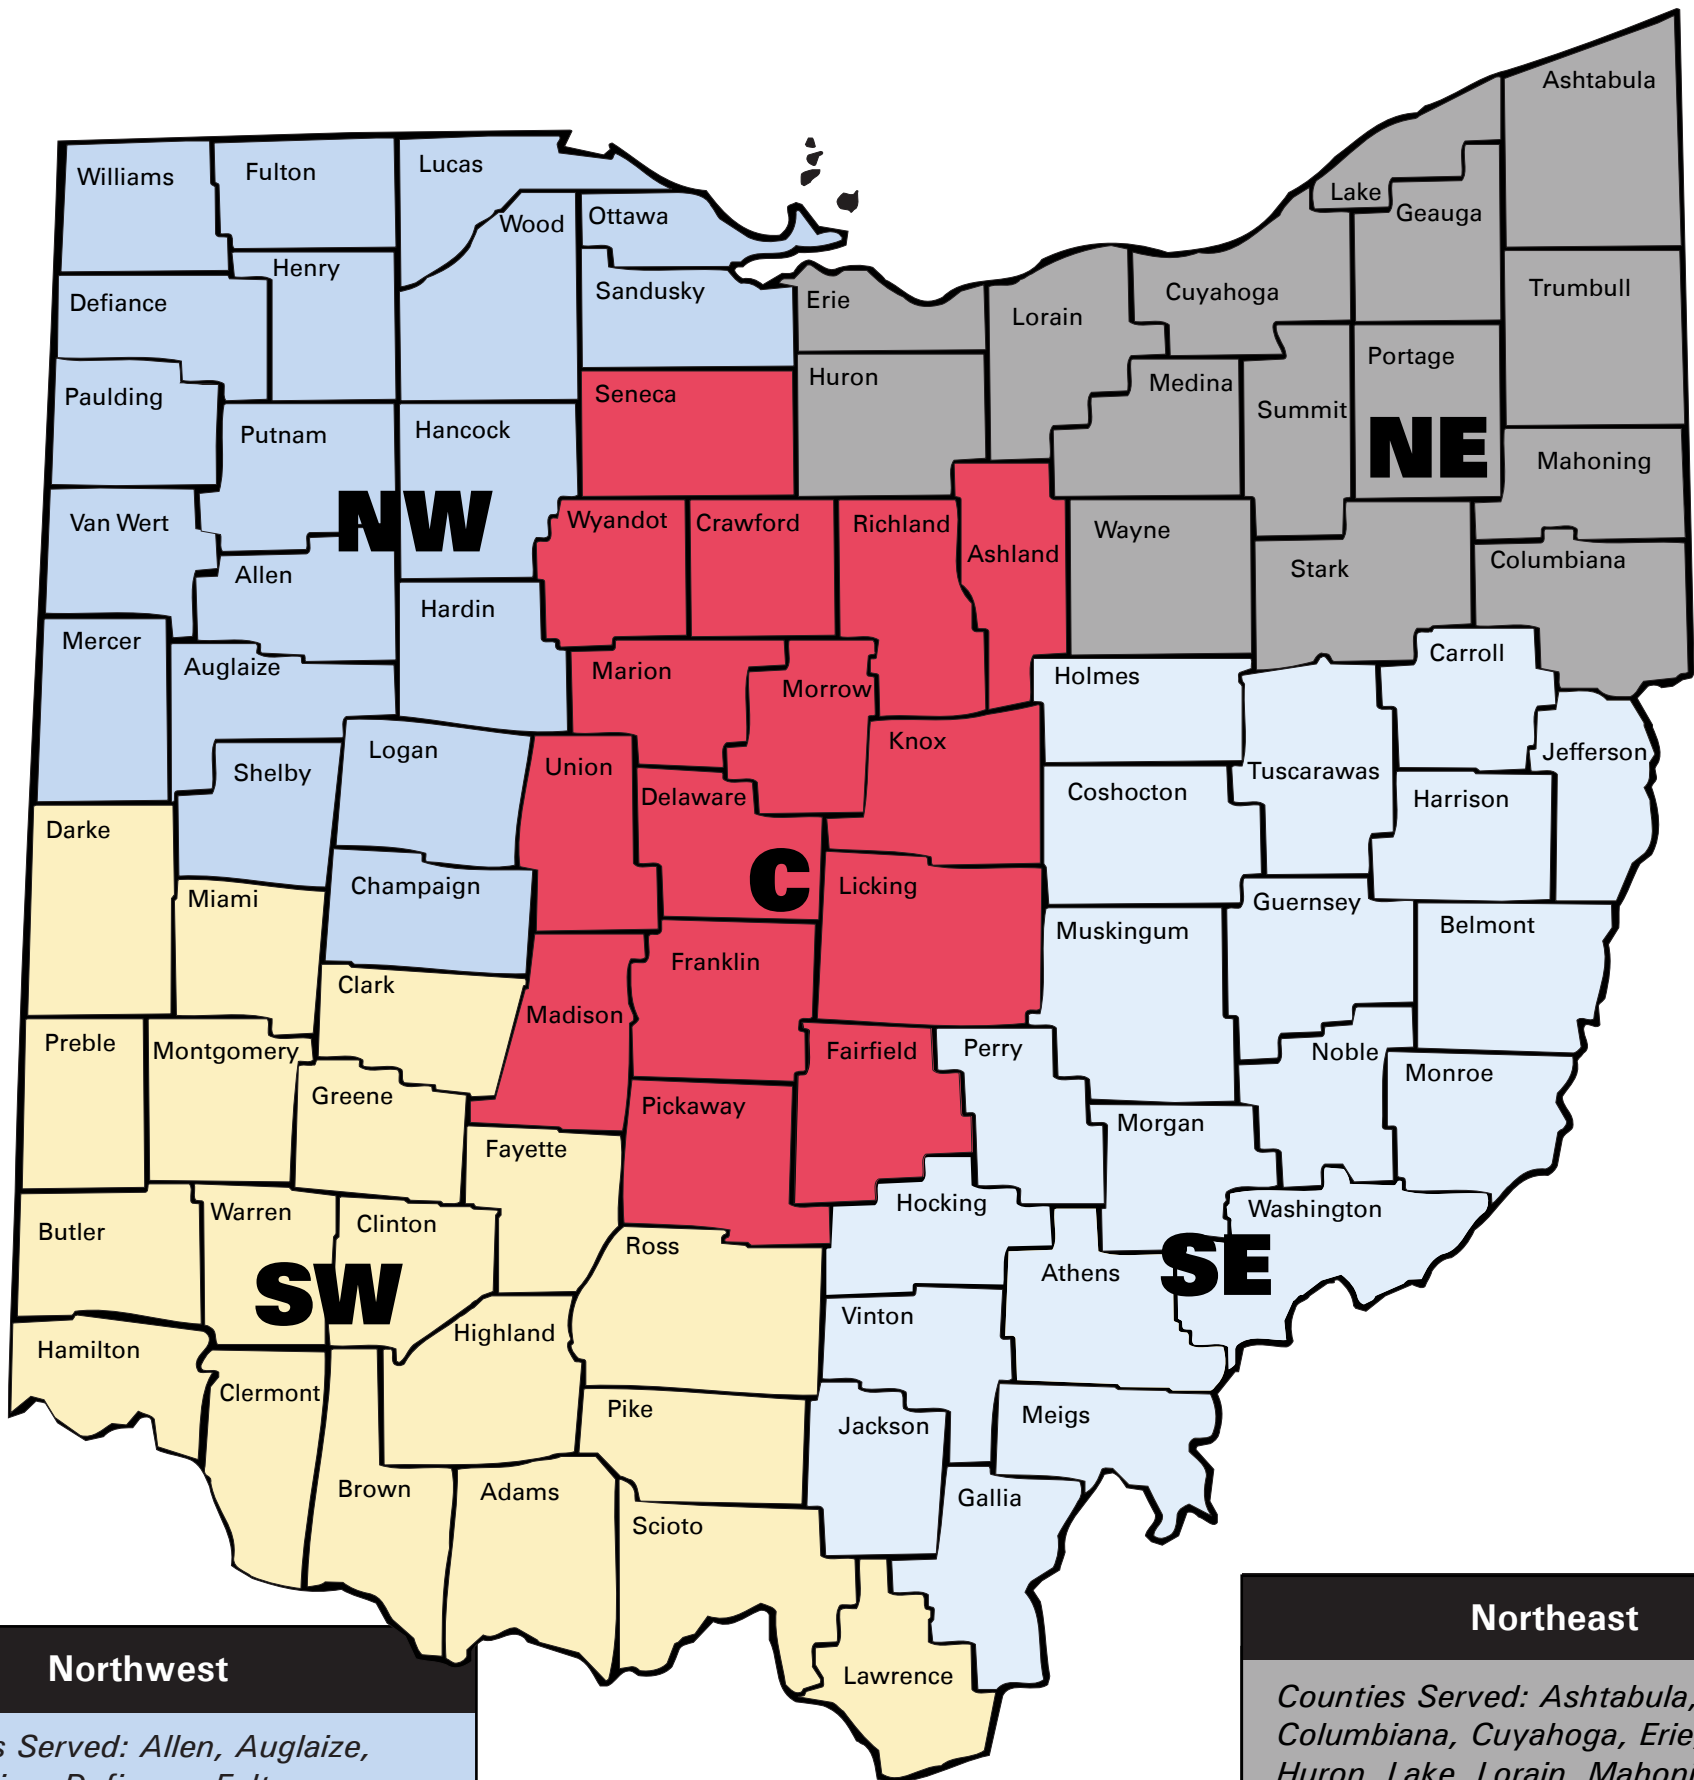 Ashtabula
Williams
Fulton
Lucas
Lake
Geauga
Wood
Ottawa
Henry
Defiance
Sandusky
Erie
Lorain
Cuyahoga
Trumbull
Paulding
Seneca
Huron
Medina
Portage
Summit
Putnam
Hancock
NE
Mahoning
Van Wert
NW
Wyandot
Crawford
Richland
Ashland
Wayne
Stark
Columbiana
Allen
Hardin
Mercer
Auglaize
Marion
Morrow
Holmes
Carroll
Logan
Shelby
Union
Knox
Delaware
Coshocton
Tuscarawas
Harrison
Jefferson
Darke
Miami
Champaign
C
Licking
Guernsey
Muskingum
Belmont
Clark
Franklin
Madison
Preble
Montgomery
Greene
Fairfield
Perry
Noble
Monroe
Pickaway
Morgan
Fayette
Hocking
Washington
Butler
Warren
Clinton
Ross
SW
SE
Athens
Hamilton
Highland
Vinton
Clermont
Pike
Jackson
Meigs
Brown
Adams
Scioto
Gallia
Lawrence
Northwest
s Served: Allen, Auglaize,
Northeast
Counties Served: Ashtabula,
Columbiana, Cuyahoga, Erie,
Huron, Lake, Lorain, Mahoni